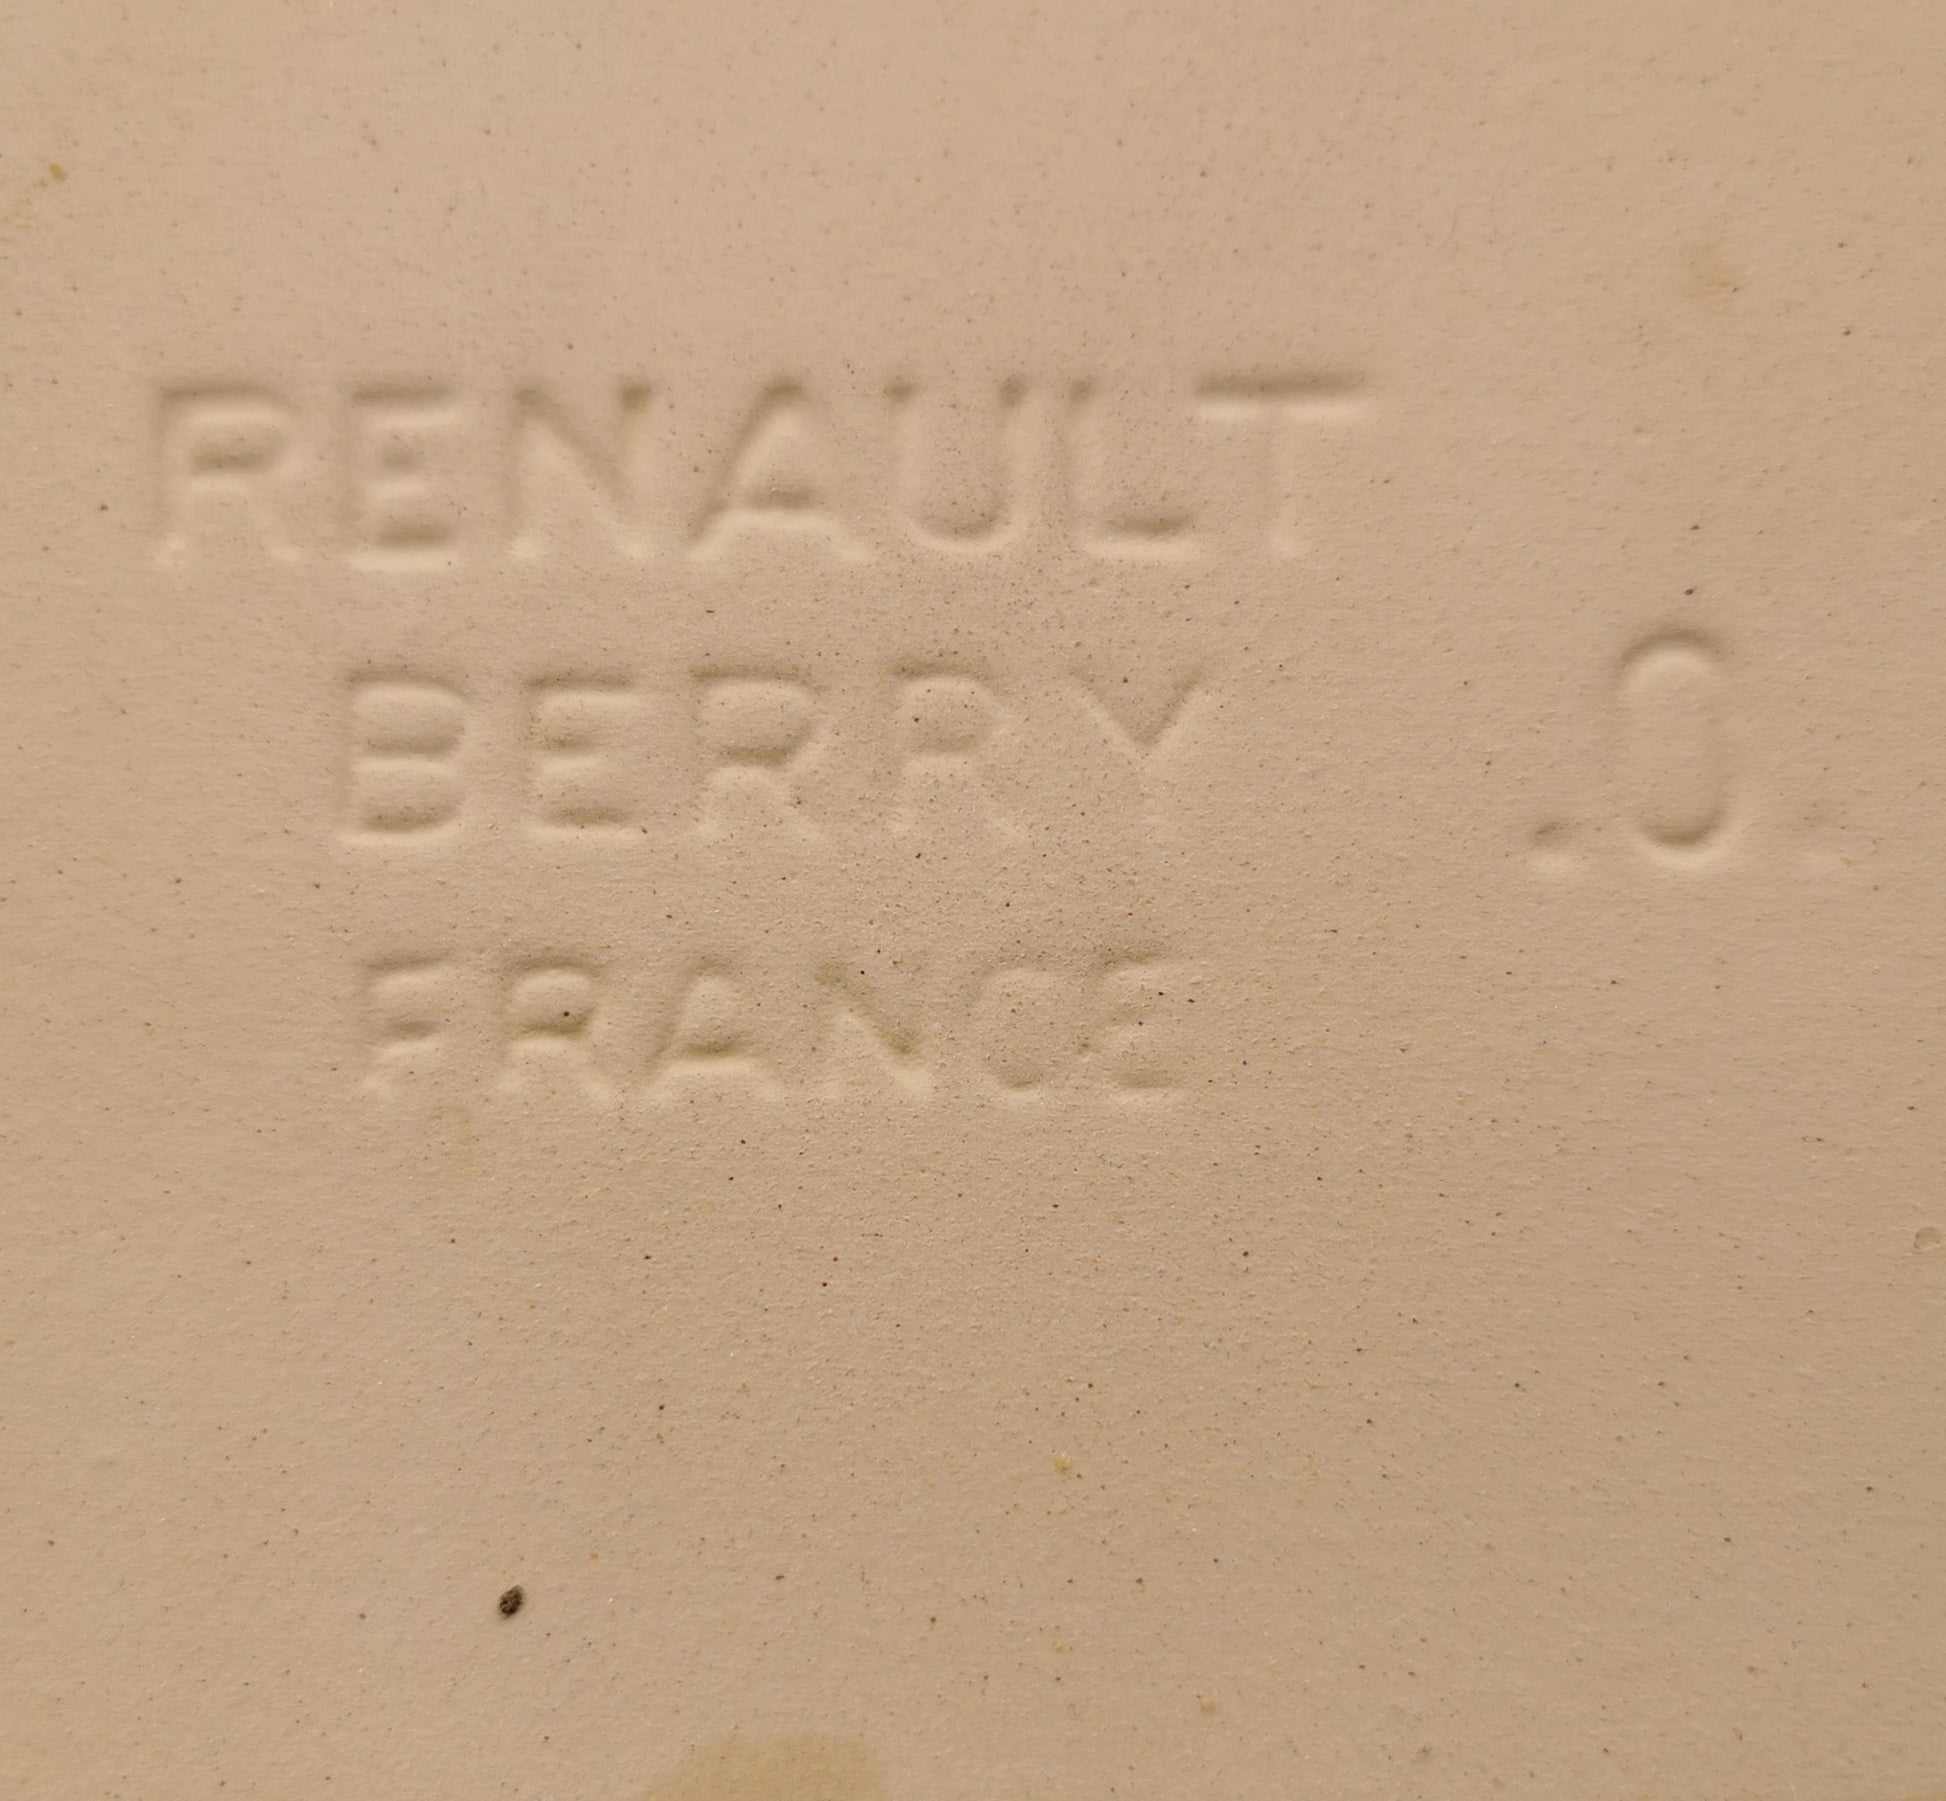 RENAULT
BERRY
FRANCE
.0.